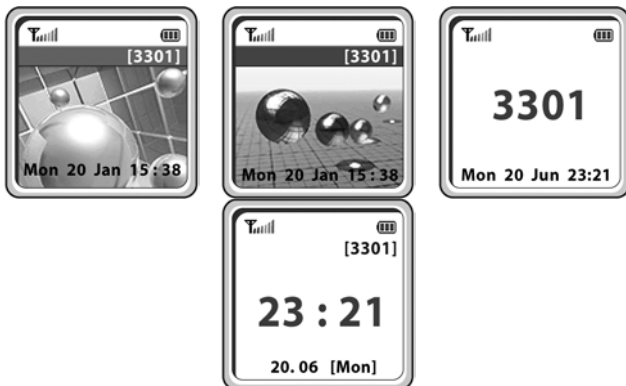 [3301]
Mon 20 Jan 15:38
[3301]
Mon 20 Jan 15:38
3301
Mon 20 Jun 23:21
[3301]
23 : 21
20. 06 [Mon]